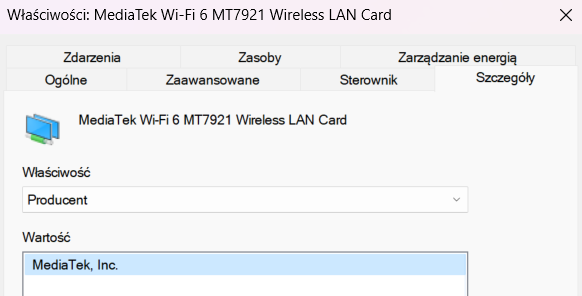 Właściwości: MediaTek Wi-Fi 6 MT7921 Wireless LAN Card
Zdarzenia Zasoby Zarządzanie energią
Ogólne Zaawansowane Sterownik Szczegóły
MediaTek Wi-Fi 6 MT7921 Wireless LAN Card
Właściwość
Producent
Wartość
MediaTek, Inc.